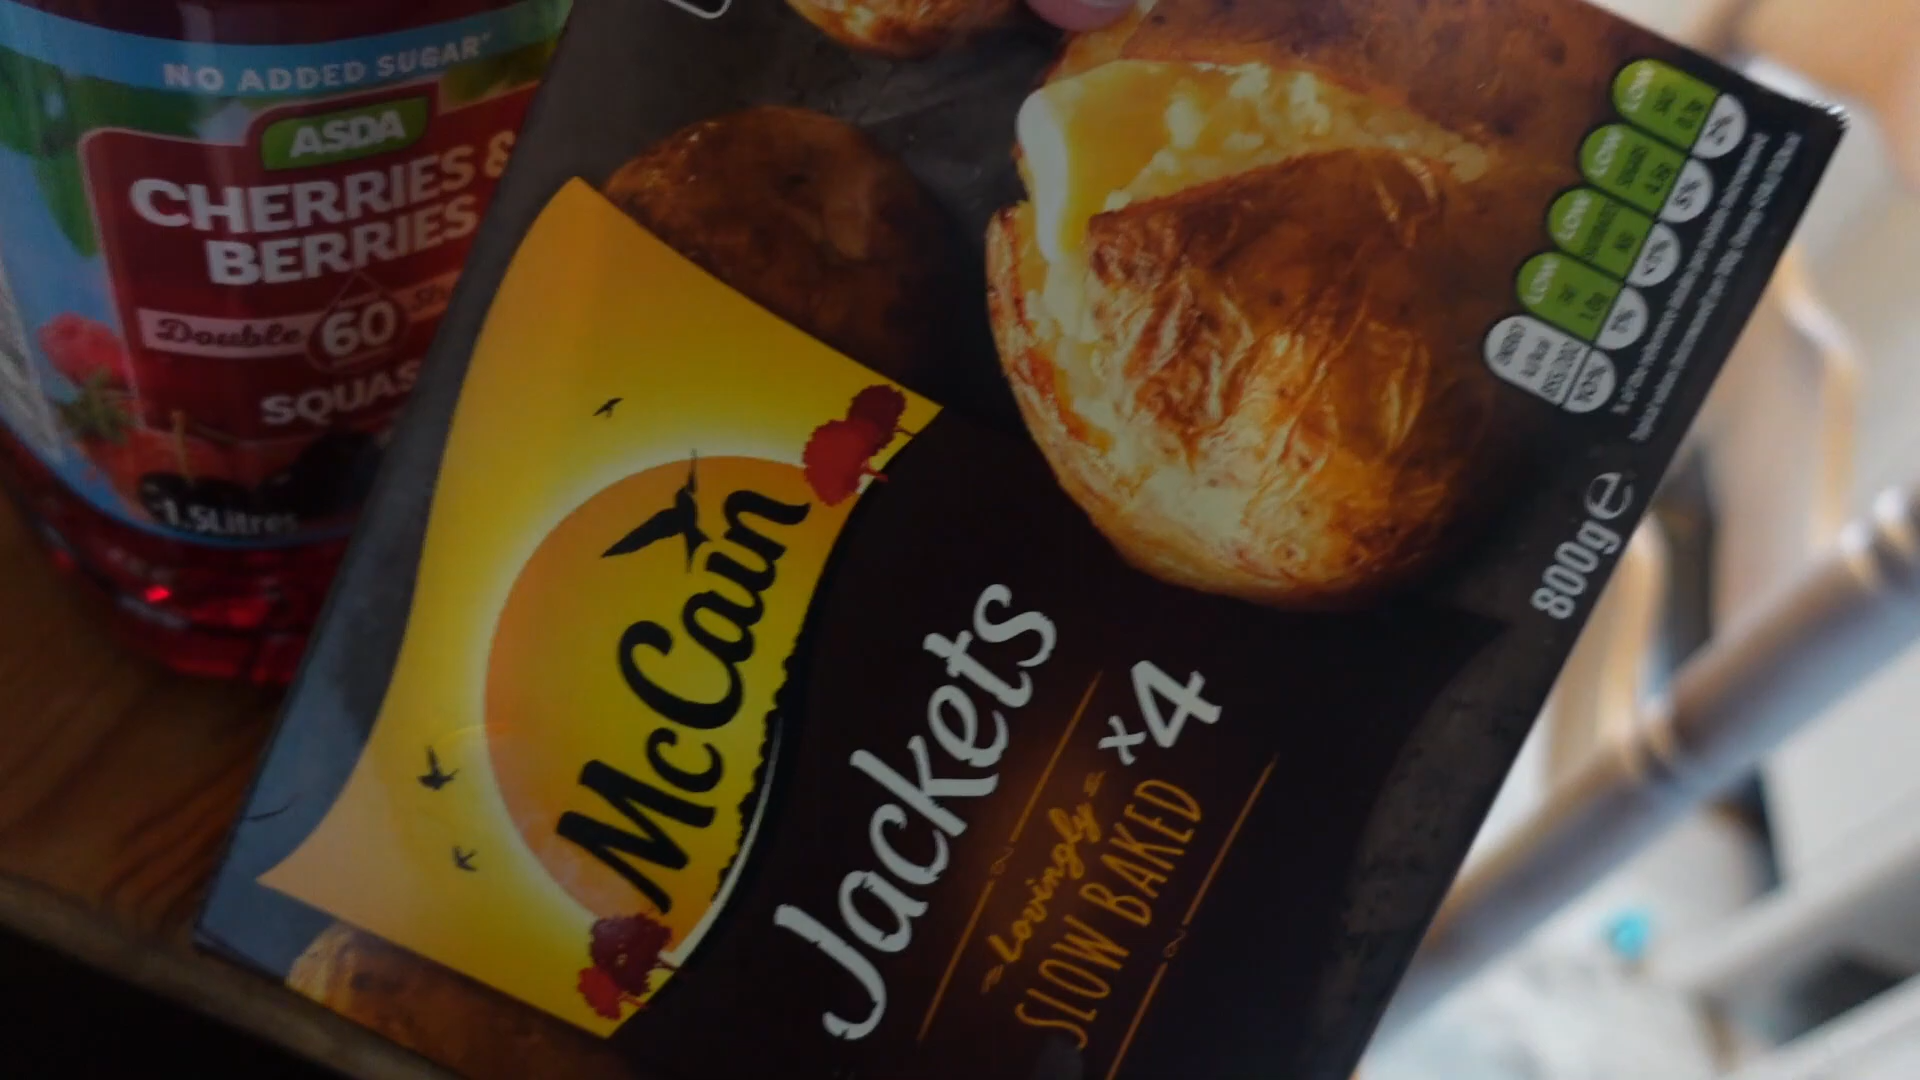 NO ADDED SUGAR*
ASDA
CHERRIES &
BERRIES
Double
60
SQUAS
1.5Litres
McCain
Jackets
x4
Lovingly
SLOW BAKED
800g e
LOW
LOW
LOW
LOW